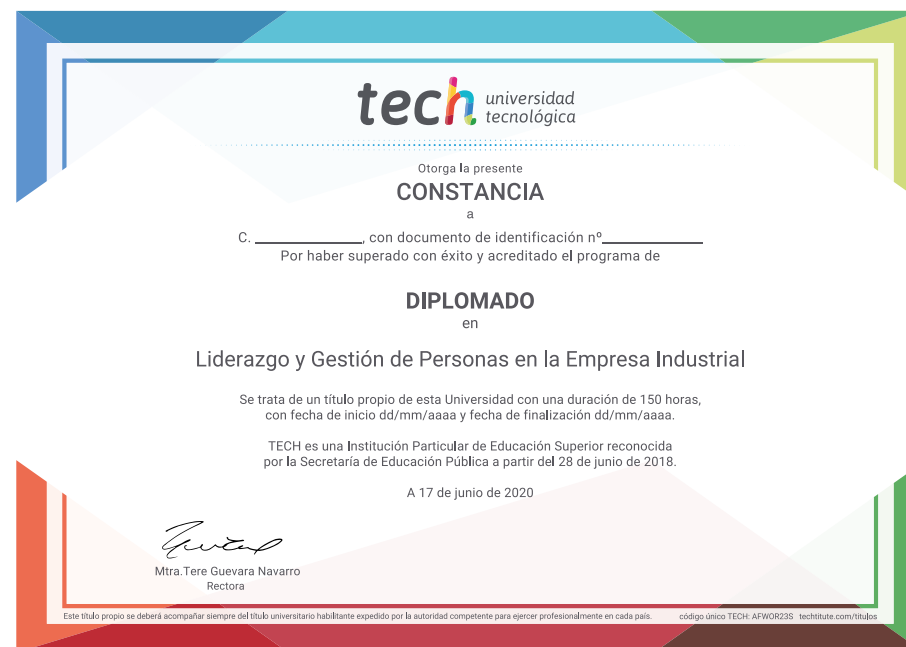 tech universidad
tecnológica
Otorga la presente
CONSTANCIA
a
C. ____________, con documento de identificación nº____________
Por haber superado con éxito y acreditado el programa de
DIPLOMADO
en
Liderazgo y Gestión de Personas en la Empresa Industrial
Se trata de un título propio de esta Universidad con una duración de 150 horas,
con fecha de inicio dd/mm/aaaa y fecha de finalización dd/mm/aaaa.
TECH es una Institución Particular de Educación Superior reconocida
por la Secretaría de Educación Pública a partir del 28 de junio de 2018.
A 17 de junio de 2020
Mtra.Tere Guevara Navarro
Rectora
Este título propio se deberá acompañar siempre del título universitario habilitante expedido por la autoridad competente para ejercer profesionalmente en cada país. código único TECH: AFWOR23S techtitute.com/titulos